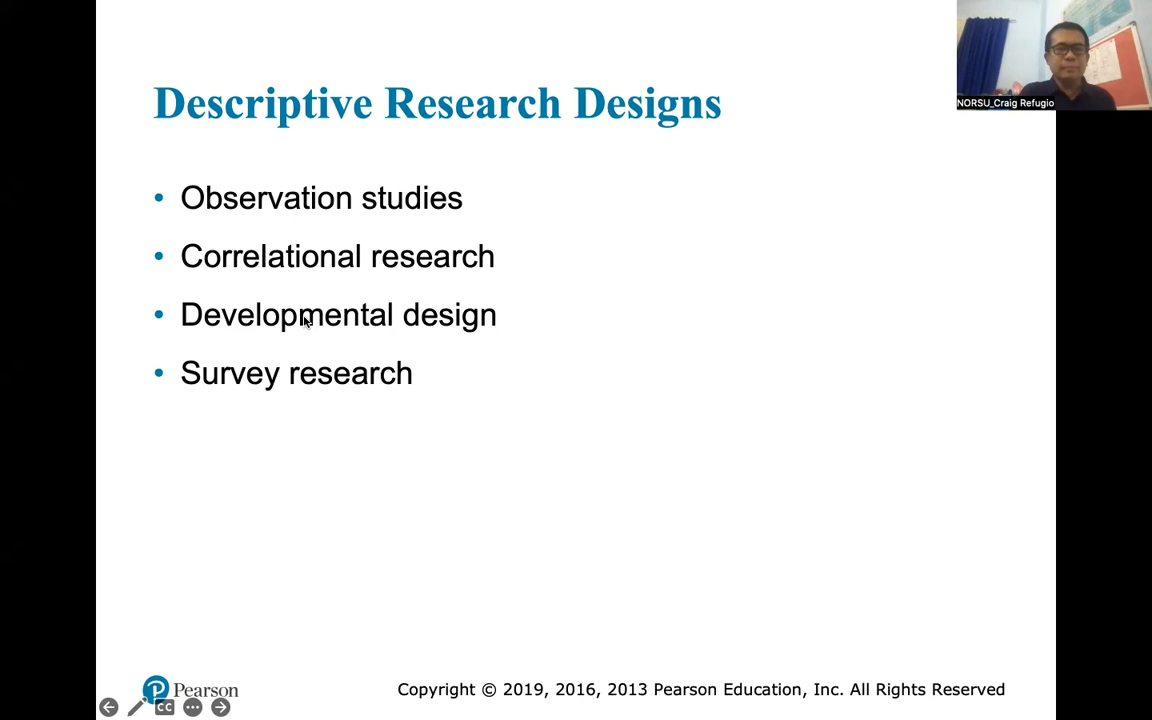 NORSU_Craig Refugio
Descriptive Research Designs
• Observation studies
• Correlational research
• Developmental design
• Survey research
Pearson
Copyright © 2019, 2016, 2013 Pearson Education, Inc. All Rights Reserved
CC